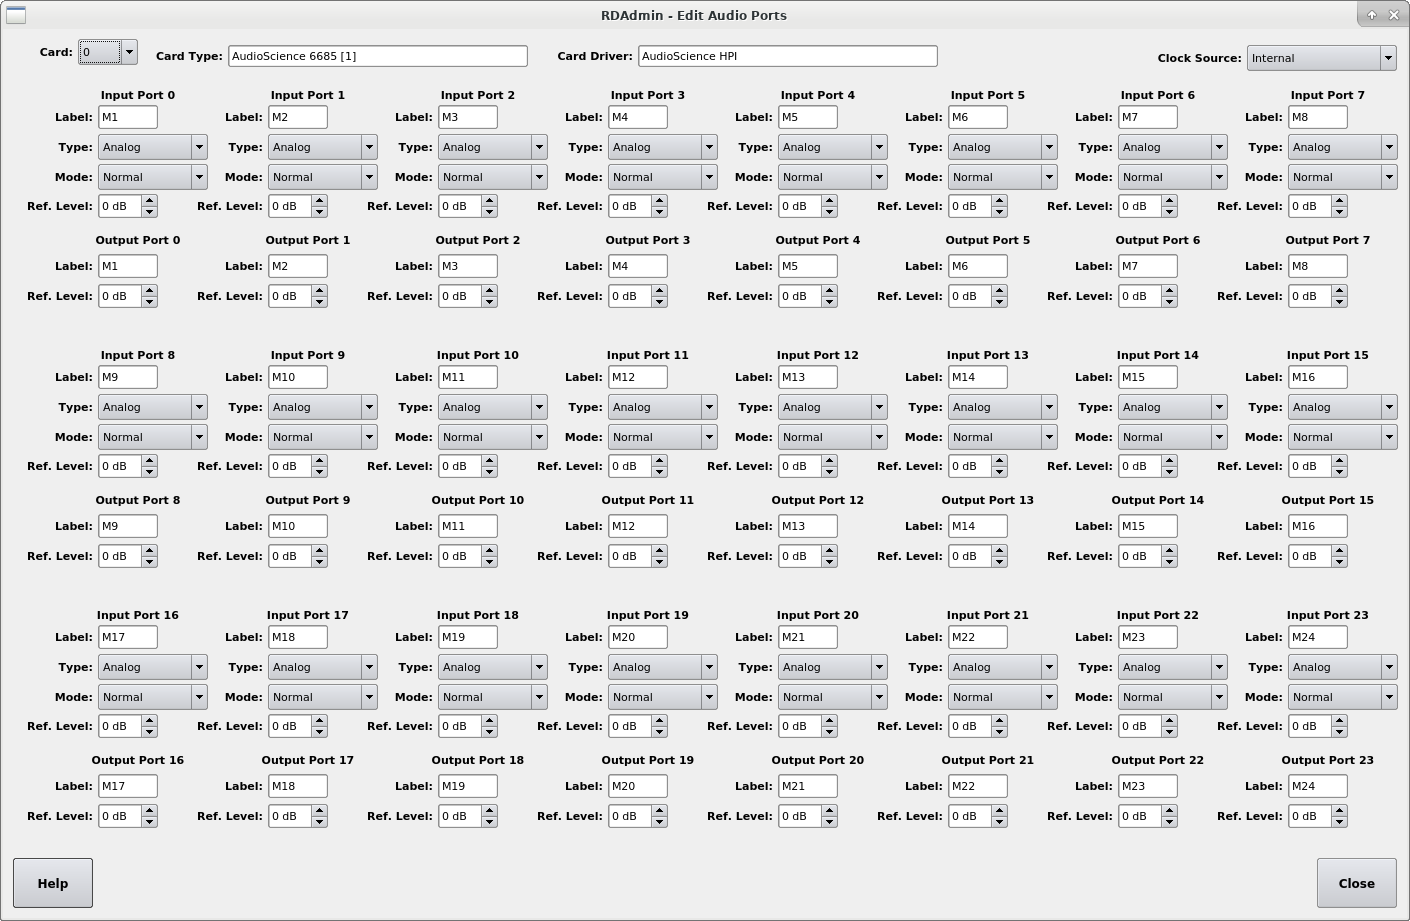 RDAdmin - Edit Audio Ports
Card: 0 Card Type: AudioScience 6685 [1] Card Driver: AudioScience HPI Clock Source: Internal
Input Port 0 Input Port 1 Input Port 2 Input Port 3 Input Port 4 Input Port 5 Input Port 6 Input Port 7
Label: M1 Label: M2 Label: M3 Label: M4 Label: M5 Label: M6 Label: M7 Label: M8
Type: Analog Type: Analog Type: Analog Type: Analog Type: Analog Type: Analog Type: Analog Type: Analog
Mode: Normal Mode: Normal Mode: Normal Mode: Normal Mode: Normal Mode: Normal Mode: Normal Mode: Normal
Ref. Level: 0 dB Ref. Level: 0 dB Ref. Level: 0 dB Ref. Level: 0 dB Ref. Level: 0 dB Ref. Level: 0 dB Ref. Level: 0 dB Ref. Level: 0 dB
Output Port 0 Output Port 1 Output Port 2 Output Port 3 Output Port 4 Output Port 5 Output Port 6 Output Port 7
Label: M1 Label: M2 Label: M3 Label: M4 Label: M5 Label: M6 Label: M7 Label: M8
Ref. Level: 0 dB Ref. Level: 0 dB Ref. Level: 0 dB Ref. Level: 0 dB Ref. Level: 0 dB Ref. Level: 0 dB Ref. Level: 0 dB Ref. Level: 0 dB
Input Port 8 Input Port 9 Input Port 10 Input Port 11 Input Port 12 Input Port 13 Input Port 14 Input Port 15
Label: M9 Label: M10 Label: M11 Label: M12 Label: M13 Label: M14 Label: M15 Label: M16
Type: Analog Type: Analog Type: Analog Type: Analog Type: Analog Type: Analog Type: Analog Type: Analog
Mode: Normal Mode: Normal Mode: Normal Mode: Normal Mode: Normal Mode: Normal Mode: Normal Mode: Normal
Ref. Level: 0 dB Ref. Level: 0 dB Ref. Level: 0 dB Ref. Level: 0 dB Ref. Level: 0 dB Ref. Level: 0 dB Ref. Level: 0 dB Ref. Level: 0 dB
Output Port 8 Output Port 9 Output Port 10 Output Port 11 Output Port 12 Output Port 13 Output Port 14 Output Port 15
Label: M9 Label: M10 Label: M11 Label: M12 Label: M13 Label: M14 Label: M15 Label: M16
Ref. Level: 0 dB Ref. Level: 0 dB Ref. Level: 0 dB Ref. Level: 0 dB Ref. Level: 0 dB Ref. Level: 0 dB Ref. Level: 0 dB Ref. Level: 0 dB
Input Port 16 Input Port 17 Input Port 18 Input Port 19 Input Port 20 Input Port 21 Input Port 22 Input Port 23
Label: M17 Label: M18 Label: M19 Label: M20 Label: M21 Label: M22 Label: M23 Label: M24
Type: Analog Type: Analog Type: Analog Type: Analog Type: Analog Type: Analog Type: Analog Type: Analog
Mode: Normal Mode: Normal Mode: Normal Mode: Normal Mode: Normal Mode: Normal Mode: Normal Mode: Normal
Ref. Level: 0 dB Ref. Level: 0 dB Ref. Level: 0 dB Ref. Level: 0 dB Ref. Level: 0 dB Ref. Level: 0 dB Ref. Level: 0 dB Ref. Level: 0 dB
Output Port 16 Output Port 17 Output Port 18 Output Port 19 Output Port 20 Output Port 21 Output Port 22 Output Port 23
Label: M17 Label: M18 Label: M19 Label: M20 Label: M21 Label: M22 Label: M23 Label: M24
Ref. Level: 0 dB Ref. Level: 0 dB Ref. Level: 0 dB Ref. Level: 0 dB Ref. Level: 0 dB Ref. Level: 0 dB Ref. Level: 0 dB Ref. Level: 0 dB
Help Close